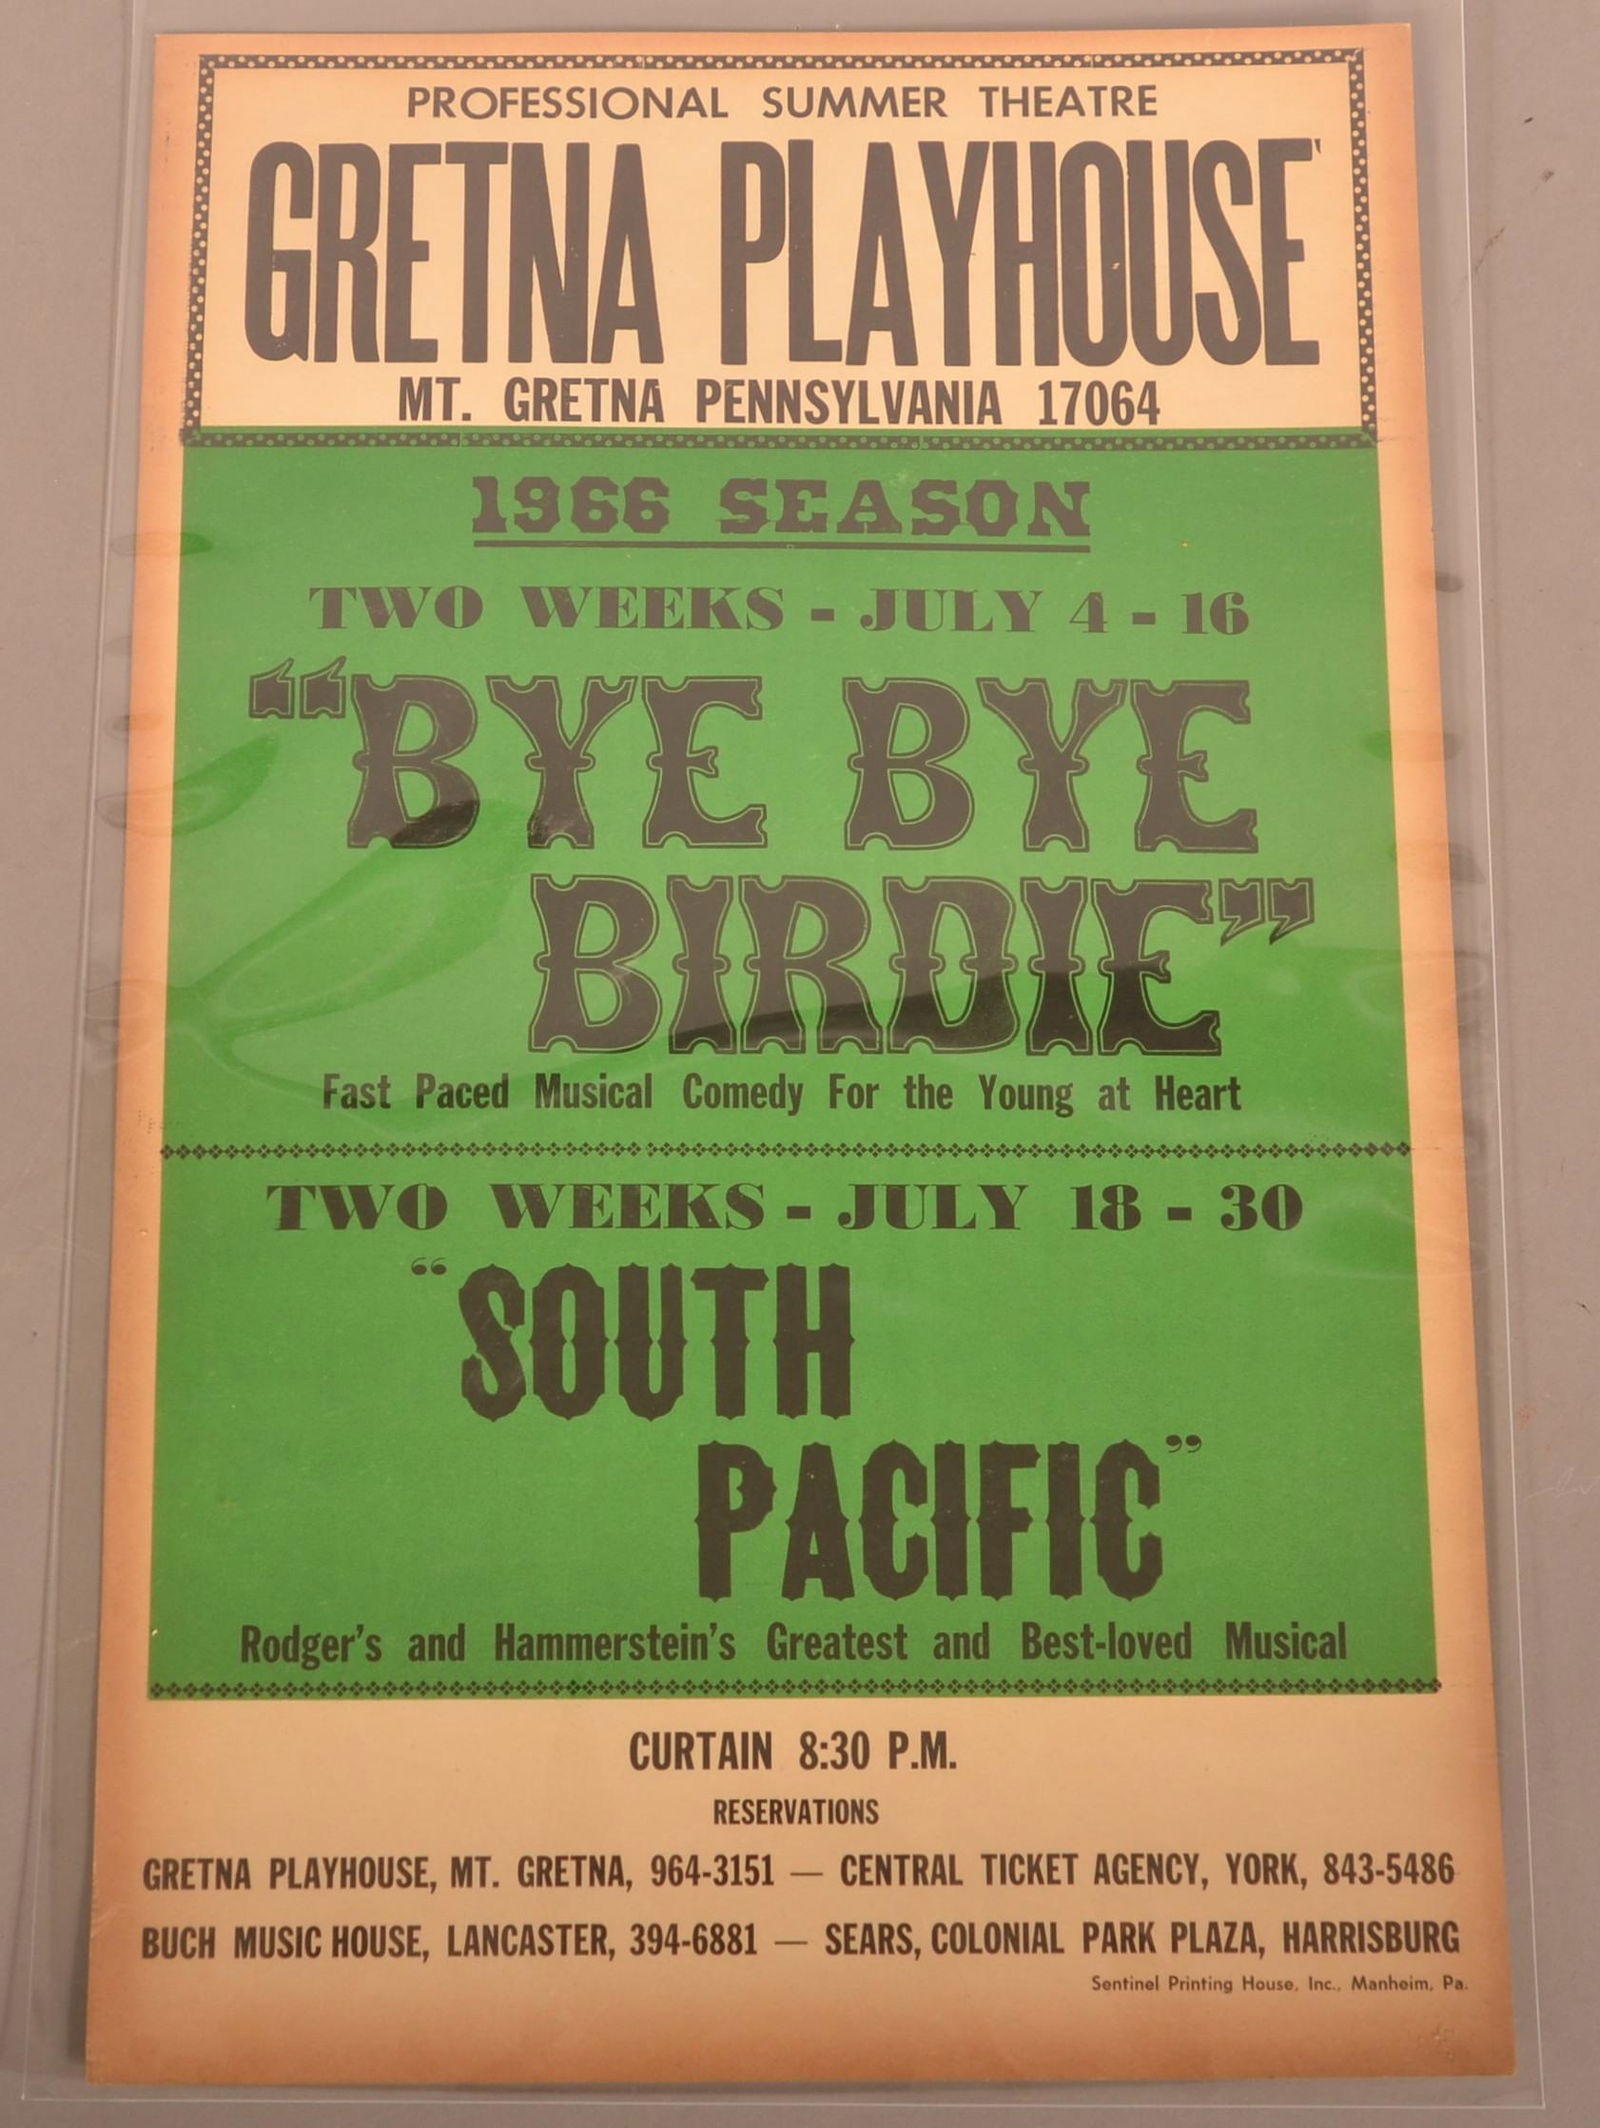 PROFESSIONAL SUMMER THEATRE
GRETNA PLAYHOUSE
MT. GRETNA PENNSYLVANIA 17064
1966 SEASON
TWO WEEKS - JULY 4 - 16
“BYE BYE
BIRDIE”
Fast Paced Musical Comedy For the Young at Heart
TWO WEEKS - JULY 18 - 30
“SOUTH
PACIFIC”
Rodger's and Hammerstein's Greatest and Best-loved Musical
CURTAIN 8:30 P.M.
RESERVATIONS
GRETNA PLAYHOUSE, MT. GRETNA, 964-3151 — CENTRAL TICKET AGENCY, YORK, 843-5486
BUCH MUSIC HOUSE, LANCASTER, 394-6881 — SEARS, COLONIAL PARK PLAZA, HARRISBURG
Sentinel Printing House, Inc., Manheim, Pa.